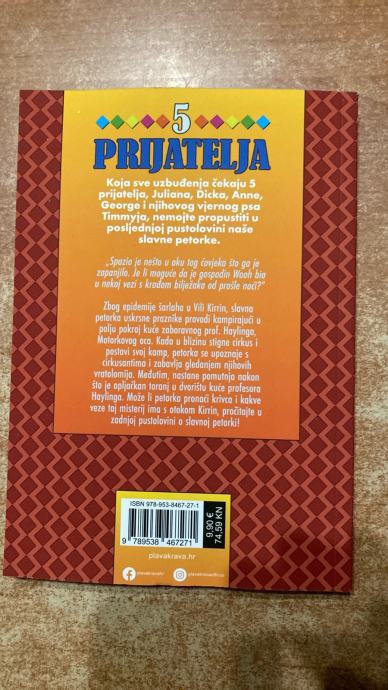 5
PRIJATELJA
Koja sve uzbuđenja čekaju 5
prijatelja, Juliana, Dicka, Anne,
George i njihovog vjernog psa
Timmyja, nemojte propustiti u
posljednjoj pustolovini naše
slavne petorke.
„Spazio je nešto u oku tog čovjeka što ga je
zapanjilo. Je li moguće da je gospodin Wooh bio
u nekoj vezi s krađom bilježaka od prošle noći?”
Zbog epidemije šarlaha u Vili Kirrin, slavna
petorka uskrsne praznike provodi kampirajući u
polju pokraj kuće zaboravnog prof. Haylinga,
Motorkovog oca. Kada u blizinu stigne cirkus i
postavi svoj kamp, petorka se upoznaje s
cirkusantima i zabavlja gledanjem njihovih
vratolomija. Međutim, nastane pomutnja nakon
što je opljačkan toranj u dvorištu kuće profesora
Haylinga. Može li petorka pronaći krivca i kakve
veze taj misterij ima s otokom Kirrin, pročitajte u
zadnjoj pustolovini o slavnoj petorki!
ISBN 978-953-8467-27-1
9 789538 467271
9,90 €
74,59 KN
plavakrava.hr
plavakravahr